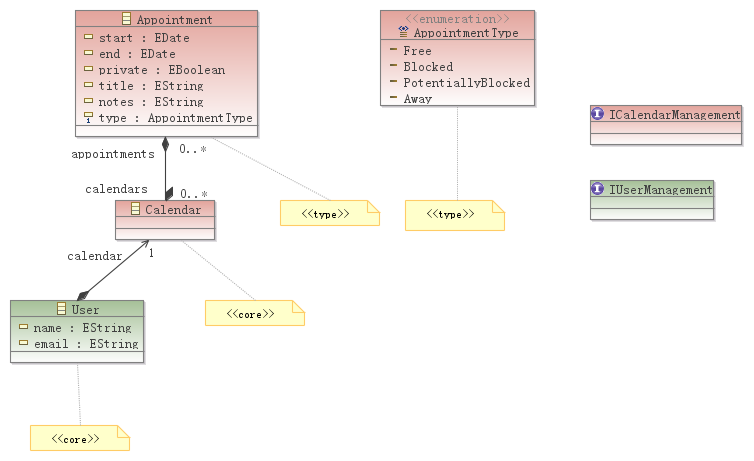 Appointment
start : EDate
end : EDate
private : EBoolean
title : EString
notes : EString
1 type : AppointmentType
<<enumeration>>
AppointmentType
Free
Blocked
PotentiallyBlocked
Away
I ICalendarManagement
I IUserManagement
appointments 0..*
calendars 0..*
<<type>>
<<type>>
Calendar
calendar 1
<<core>>
User
name : EString
email : EString
<<core>>